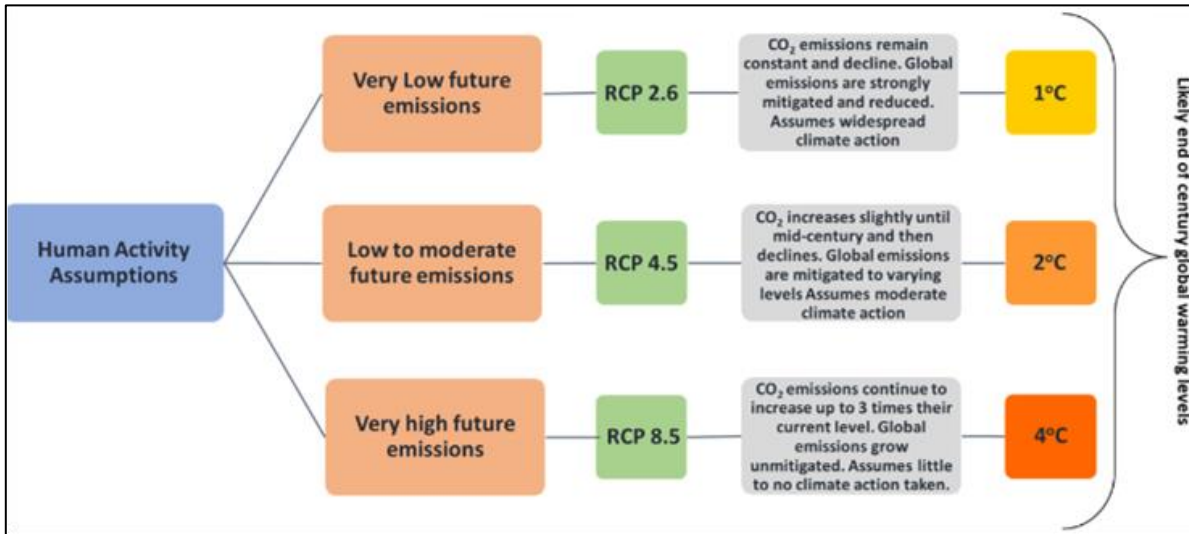 Human Activity
Assumptions
Very Low future
emissions
RCP 2.6
CO₂ emissions remain
constant and decline. Global
emissions are strongly
mitigated and reduced.
Assumes widespread
climate action
1°C
Low to moderate
future emissions
RCP 4.5
CO₂ increases slightly until
mid-century and then
declines. Global emissions
are mitigated to varying
levels Assumes moderate
climate action
2°C
Very high future
emissions
RCP 8.5
CO₂ emissions continue to
increase up to 3 times their
current level. Global
emissions grow
unmitigated. Assumes little
to no climate action taken.
4°C
Likely end of century global warming levels